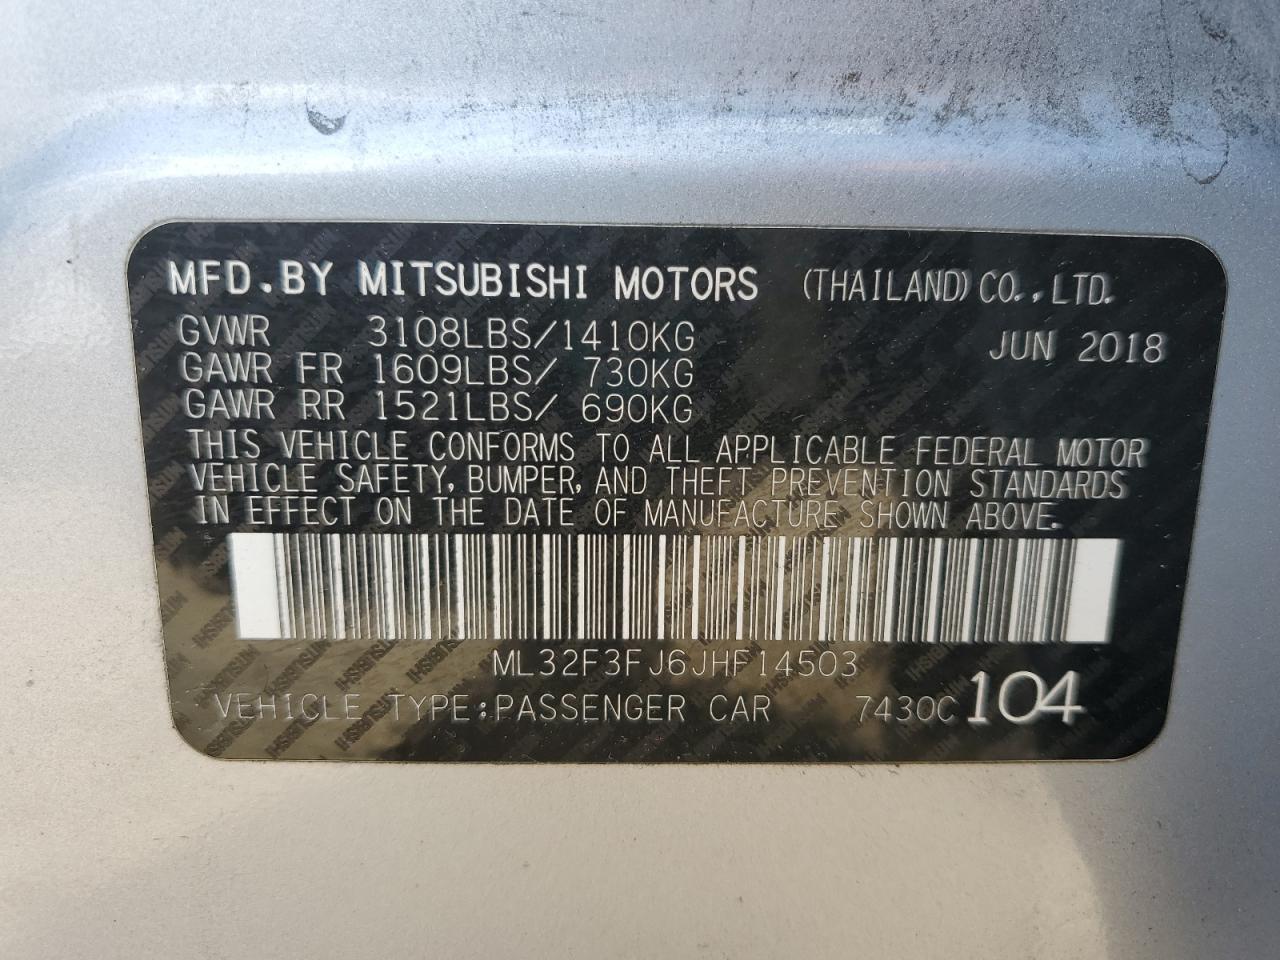 MFD.BY MITSUBISHI MOTORS (THAILAND) CO.,LTD.
GVWR 3108LBS/1410KG JUN 2018
GAWR FR 1609LBS/ 730KG
GAWR RR 1521LBS/ 690KG
THIS VEHICLE CONFORMS TO ALL APPLICABLE FEDERAL MOTOR
VEHICLE SAFETY, BUMPER, AND THEFT PREVENTION STANDARDS
IN EFFECT ON THE DATE OF MANUFACTURE SHOWN ABOVE.
ML32F3FJ6JHF14503
VEHICLE TYPE:PASSENGER CAR 7430C 104